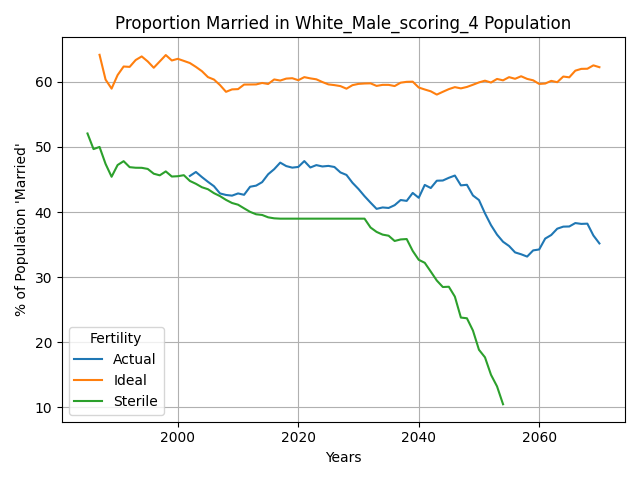 Proportion Married in White_Male_scoring_4 Population
% of Population 'Married'
60
50
40
30
20
10
Fertility
Actual
Ideal
Sterile
2000 2020 2040 2060
Years